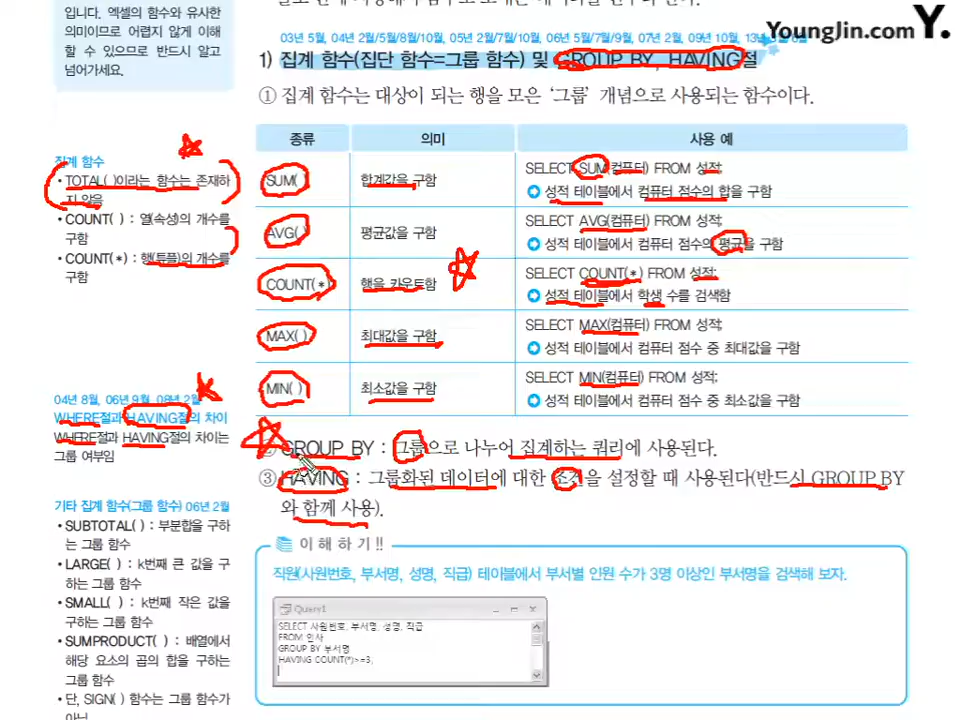 입니다. 엑셀의 함수와 유사한
의미이므로 어렵지 않게 이해
할 수 있으므로 반드시 알고
넘어가세요.
YoungJin.com Y.
03년 5월, 04년 2월/5월/8월/10월, 05년 2월/7월/10월, 06년 5월/7월/9월, 07년 2월, 09년 10월, 13년
1) 집계 함수(집단 함수=그룹 함수) 및 GROUP BY, HAVING절
① 집계 함수는 대상이 되는 행을 모은 ‘그룹’ 개념으로 사용되는 함수이다.
종류 의미 사용 예
SUM( ) 합계값을 구함 SELECT SUM(컴퓨터) FROM 성적;
성적 테이블에서 컴퓨터 점수의 합을 구함
AVG( ) 평균값을 구함 SELECT AVG(컴퓨터) FROM 성적;
성적 테이블에서 컴퓨터 점수의 평균을 구함
COUNT(*) 행을 카운트함 SELECT COUNT(*) FROM 성적;
성적 테이블에서 학생 수를 검색함
MAX( ) 최대값을 구함 SELECT MAX(컴퓨터) FROM 성적;
성적 테이블에서 컴퓨터 점수 중 최대값을 구함
MIN( ) 최소값을 구함 SELECT MIN(컴퓨터) FROM 성적;
성적 테이블에서 컴퓨터 점수 중 최소값을 구함
② GROUP BY : 그룹으로 나누어 집계하는 쿼리에 사용된다.
③ HAVING : 그룹화된 데이터에 대한 조건을 설정할 때 사용된다(반드시 GROUP BY
와 함께 사용).
이 해 하 기 !!
직원(사원번호, 부서명, 성명, 직급) 테이블에서 부서별 인원 수가 3명 이상인 부서명을 검색해 보자.
Query1
SELECT 사원번호, 부서명, 성명, 직급
FROM 인사
GROUP BY 부서명
HAVING COUNT(*)>=3;
집계 함수
• TOTAL( )이라는 함수는 존재하
지 않음
• COUNT( ) : 열(속성)의 개수를
구함
• COUNT(*) : 행(튜플)의 개수를
구함
04년 8월, 06년 9월, 08년 2월
WHERE절과 HAVING절의 차이
WHERE절과 HAVING절의 차이는
그룹 여부임
기타 집계 함수(그룹 함수) 06년 2월
• SUBTOTAL( ) : 부분합을 구하
는 그룹 함수
• LARGE( ) : k번째 큰 값을 구
하는 그룹 함수
• SMALL( ) : k번째 작은 값을
구하는 그룹 함수
• SUMPRODUCT( ) : 배열에서
해당 요소의 곱의 합을 구하는
그룹 함수
• 단, SIGN( ) 함수는 그룹 함수가
아님